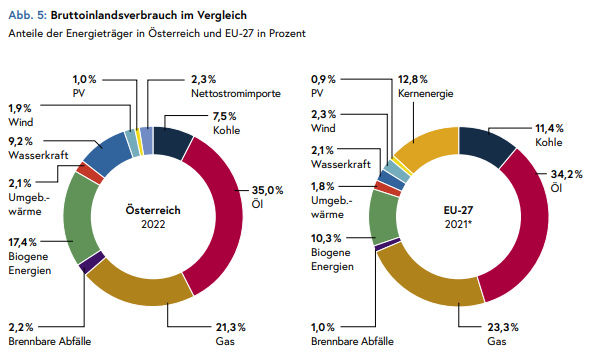 Abb. 5: Bruttoinlandsverbrauch im Vergleich
Anteile der Energieträger in Österreich und EU-27 in Prozent
1,0 %
PV
2,3 %
Nettostromimporte
1,9 %
Wind
7,5 %
Kohle
9,2 %
Wasserkraft
2,1 %
Umgeb.-
wärme
35,0 %
Öl
Österreich
2022
17,4 %
Biogene
Energien
2,2 %
Brennbare Abfälle
21,3 %
Gas
0,9 %
PV
12,8 %
Kernenergie
2,3 %
Wind
11,4 %
Kohle
2,1 %
Wasserkraft
1,8 %
Umgeb.-
wärme
34,2 %
Öl
EU-27
2021*
10,3 %
Biogene
Energien
1,0 %
Brennbare Abfälle
23,3 %
Gas